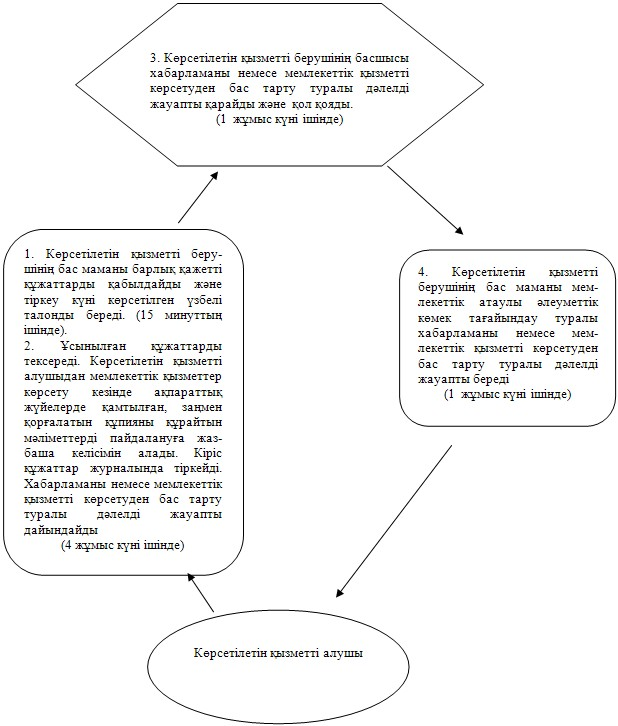 3. Көрсетілетін қызметті берушінің басшысы
хабарламаны немесе мемлекеттік қызметті
көрсетуден бас тарту туралы дәлелді
жауапты қарайды және қол қояды.
(1 жұмыс күні ішінде)
1. Көрсетілетін қызметті беру-
шінің бас маманы барлық қажетті
құжаттарды қабылдайды және
тіркеу күні көрсетілген үзбелі
талонды береді. (15 минуттың
ішінде).
2. Ұсынылған құжаттарды
тексереді. Көрсетілетін қызметті
алушыдан мемлекеттік қызметтер
көрсету кезінде ақпараттық
жүйелерде қамтылған, заңмен
қорғалатын құпияны құрайтын
мәліметтерді пайдалануға жаз-
баша келісімін алады. Кіріс
құжаттар журналында тіркейді.
Хабарламаны немесе мемлекеттік
қызметті көрсетуден бас тарту
туралы дәлелді жауапты
дайындайды
(4 жұмыс күні ішінде)
4. Көрсетілетін қызметті
берушінің бас маманы мем-
лекеттік атаулы әлеуметтік
көмек тағайындау туралы
хабарламаны немесе мем-
лекеттік қызметті көрсетуден
бас тарту туралы дәлелді
жауапты береді
(1 жұмыс күні ішінде)
Көрсетілетін қызметті алушы